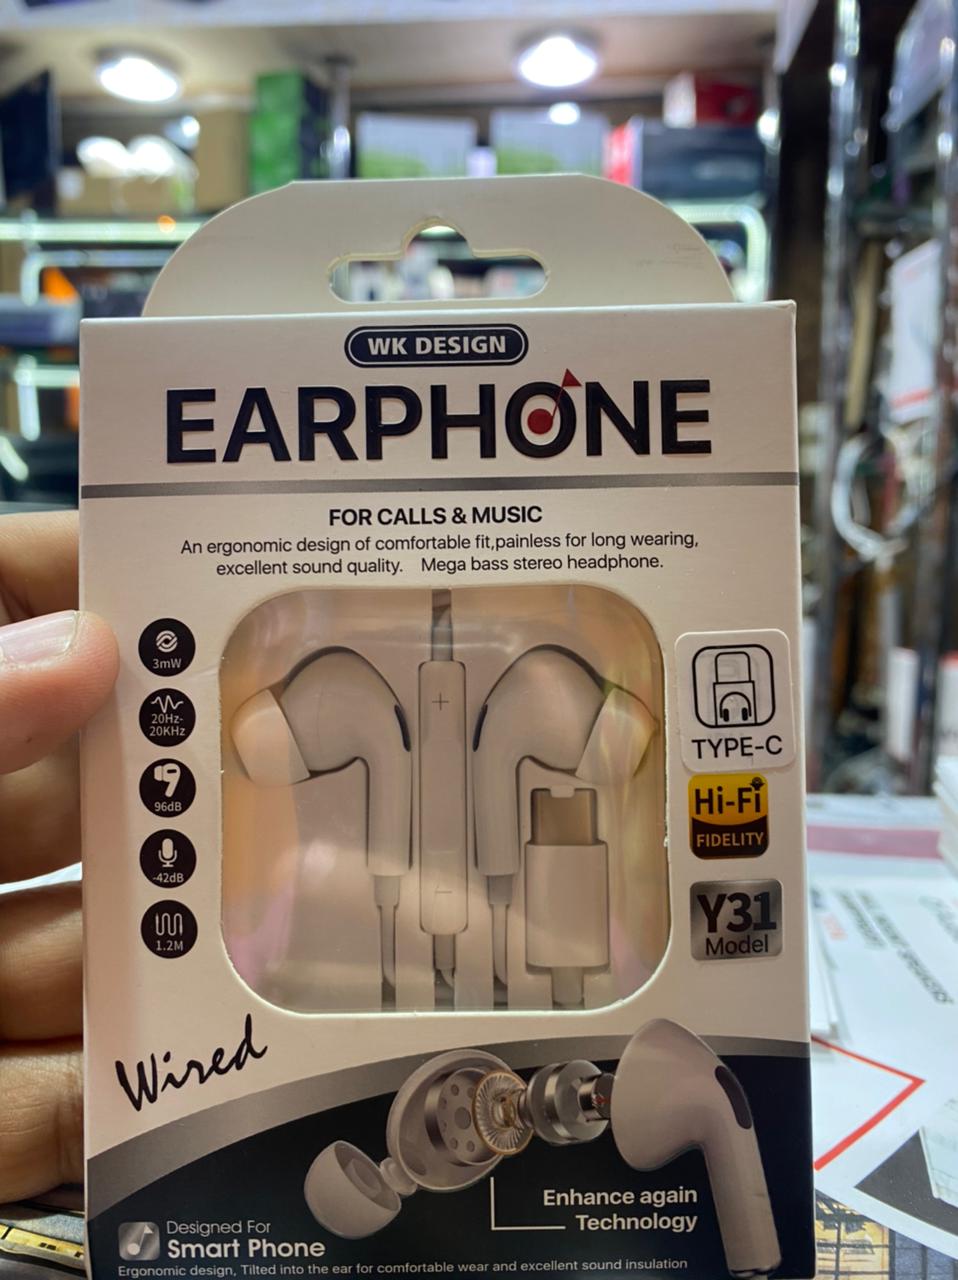 WK DESIGN
EARPHONE
FOR CALLS & MUSIC
An ergonomic design of comfortable fit,painless for long wearing,
excellent sound quality. Mega bass stereo headphone.
3mW
20Hz-
20KHz
96dB
-42dB
1.2M
+
-
TYPE-C
Hi-Fi
FIDELITY
Y31
Model
Wired
Enhance again
Technology
Designed For
Smart Phone
Ergonomic design, Tilted into the ear for comfortable wear and excellent sound insulation